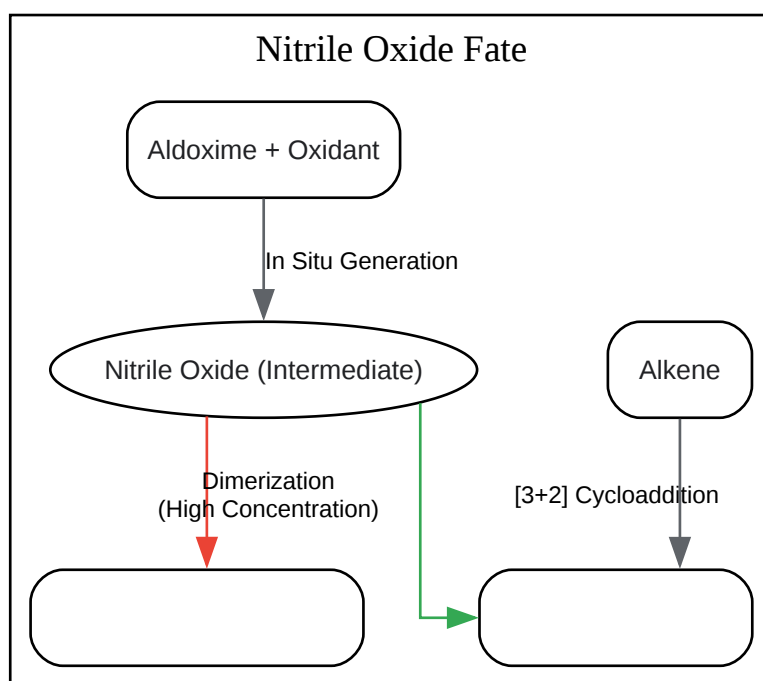 Nitrile Oxide Fate
Aldoxime + Oxidant
In Situ Generation
Nitrile Oxide (Intermediate)
Alkene
Dimerization
(High Concentration)
[3+2] Cycloaddition